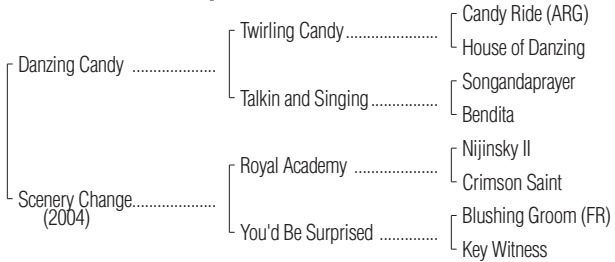 Candy Ride (ARG)
Twirling Candy....................
House of Danzing
Danzing Candy ..................
Songandaprayer
Talkin and Singing...............
Bendita
Nijinsky II
Royal Academy ..................
Crimson Saint
Scenery Change..................
(2004)
Blushing Groom (FR)
You'd Be Surprised .............
Key Witness